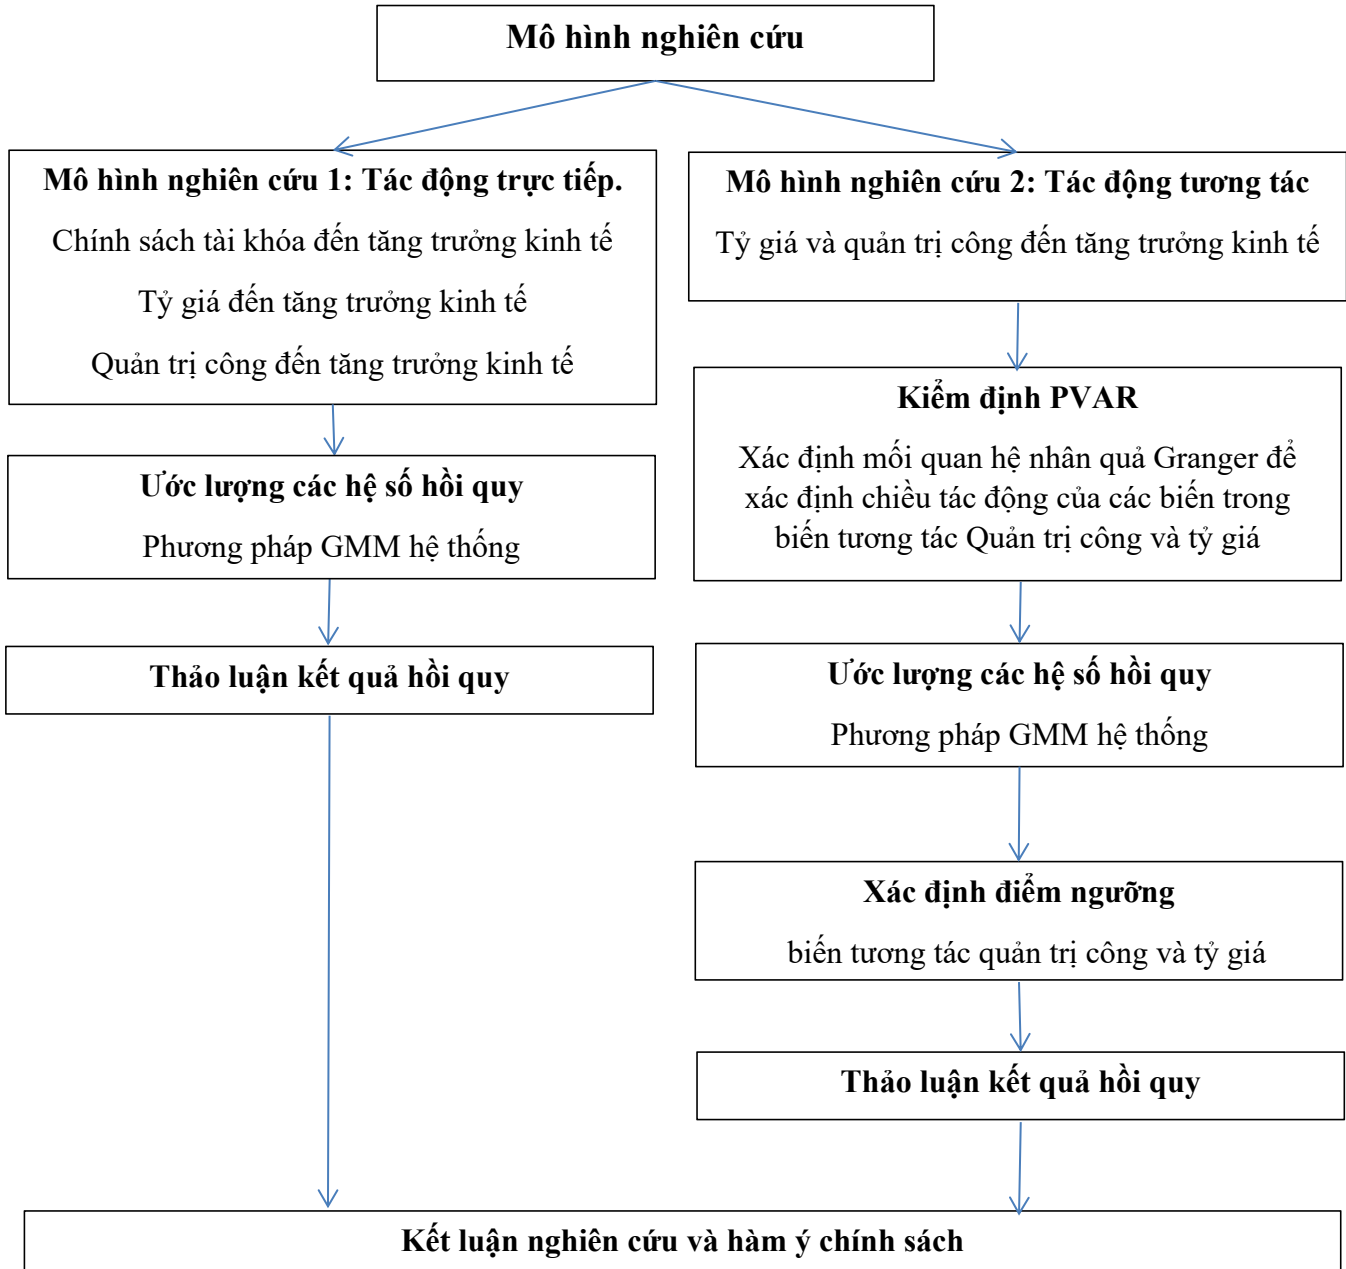 Mô hình nghiên cứu
Mô hình nghiên cứu 1: Tác động trực tiếp.
Chính sách tài khóa đến tăng trưởng kinh tế
Tỷ giá đến tăng trưởng kinh tế
Quản trị công đến tăng trưởng kinh tế
Ước lượng các hệ số hồi quy
Phương pháp GMM hệ thống
Thảo luận kết quả hồi quy
Mô hình nghiên cứu 2: Tác động tương tác
Tỷ giá và quản trị công đến tăng trưởng kinh tế
Kiểm định PVAR
Xác định mối quan hệ nhân quả Granger để
xác định chiều tác động của các biến trong
biến tương tác Quản trị công và tỷ giá
Ước lượng các hệ số hồi quy
Phương pháp GMM hệ thống
Xác định điểm ngưỡng
biến tương tác quản trị công và tỷ giá
Thảo luận kết quả hồi quy
Kết luận nghiên cứu và hàm ý chính sách